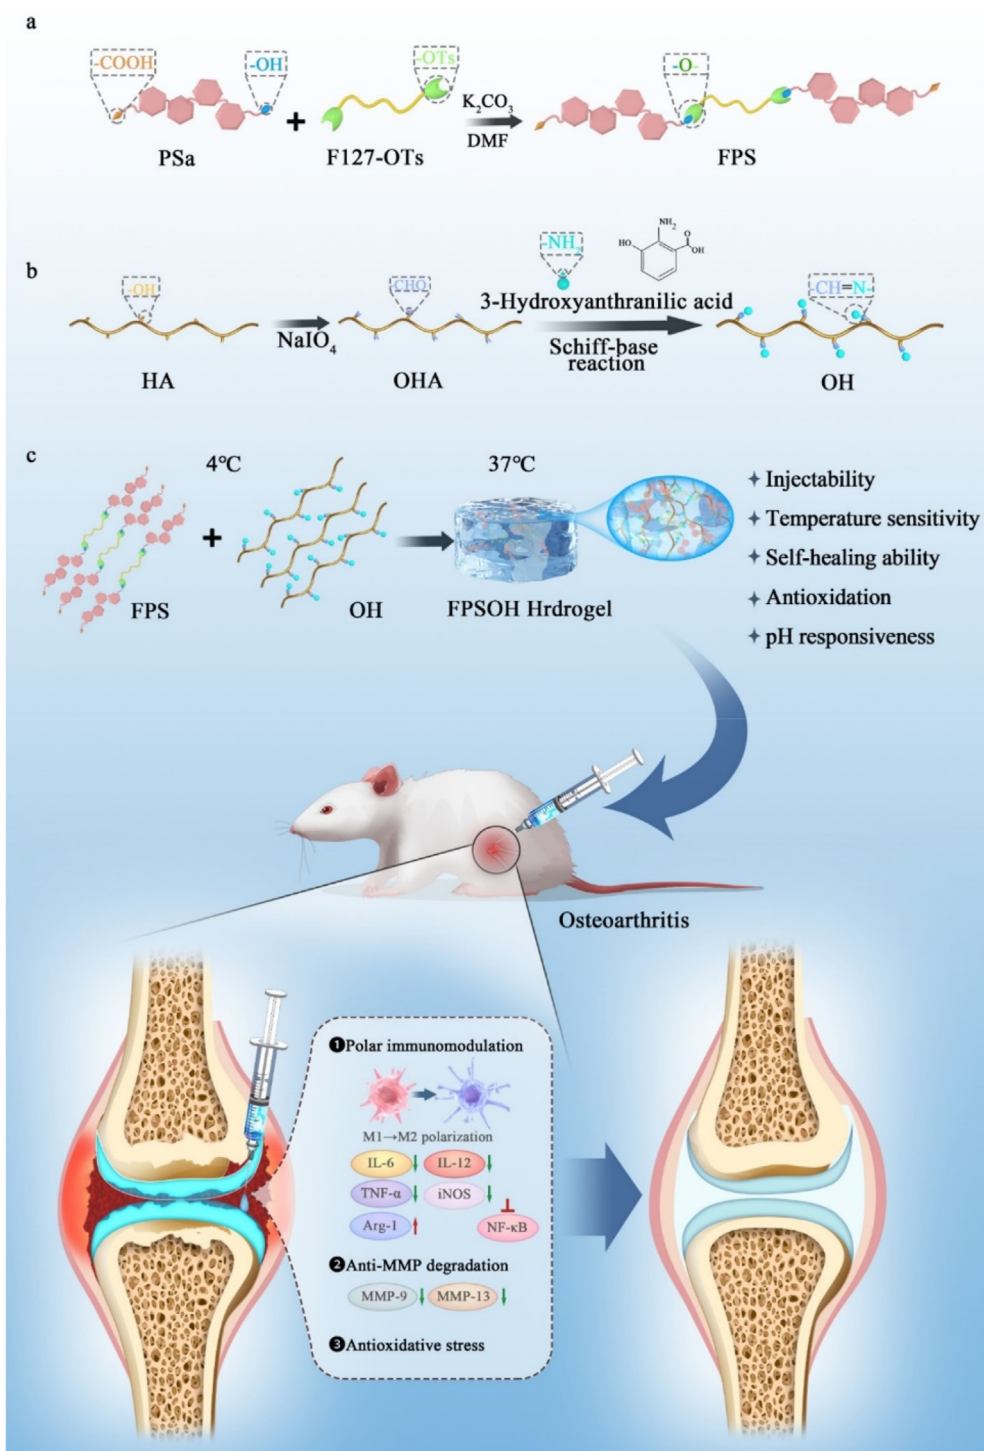 a
-COOH
-OH
-OTs
-O-
K₂CO₃
DMF
PSa
F127-OTs
FPS
b
-OH
-CHO
-NH₂
NH₂
HO
O
OH
3-Hydroxyanthranilic acid
-CH=N-
NaIO₄
Schiff-base
reaction
HA
OHA
OH
c
4℃
37℃
FPS
OH
FPSOH Hrdrogel
Injectability
Temperature sensitivity
Self-healing ability
Antioxidation
pH responsiveness
Osteoarthritis
❶Polar immunomodulation
M1→M2 polarization
IL-6
IL-12
TNF-α
iNOS
Arg-1
NF-κB
❷Anti-MMP degradation
MMP-9
MMP-13
❸Antioxidative stress